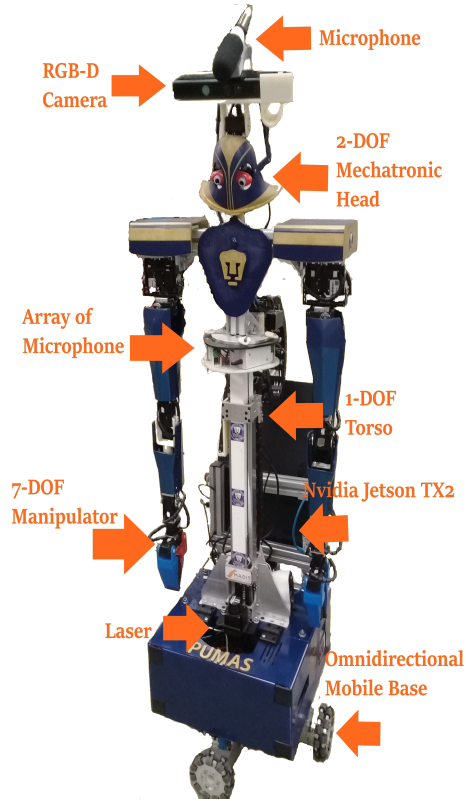 Microphone
RGB-D
Camera
2-DOF
Mechatronic
Head
Array of
Microphone
1-DOF
Torso
7-DOF
Manipulator
Nvidia Jetson TX2
Laser
PUMAS
Omnidirectional
Mobile Base